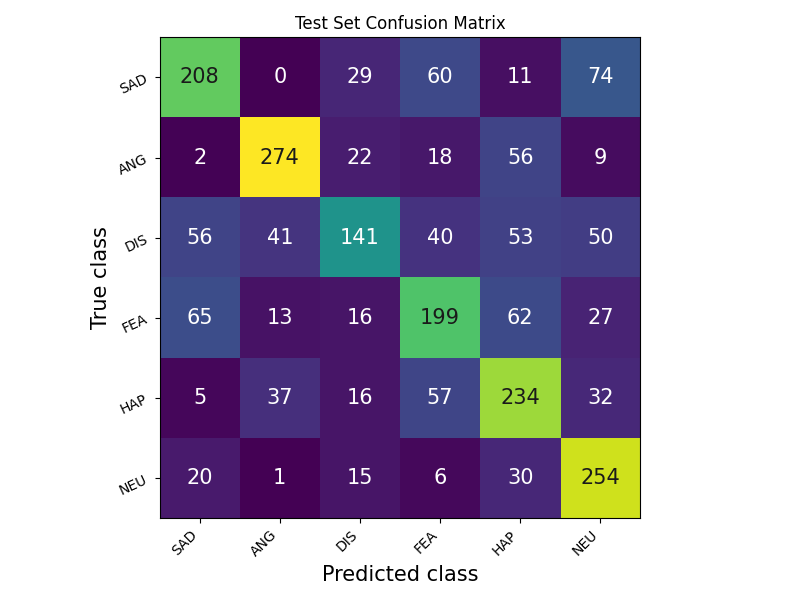 Test Set Confusion Matrix
SAD 208 0 29 60 11 74
ANG 2 274 22 18 56 9
DIS 56 41 141 40 53 50
FEA 65 13 16 199 62 27
HAP 5 37 16 57 234 32
NEU 20 1 15 6 30 254
True class
SAD ANG DIS FEA HAP NEU
Predicted class